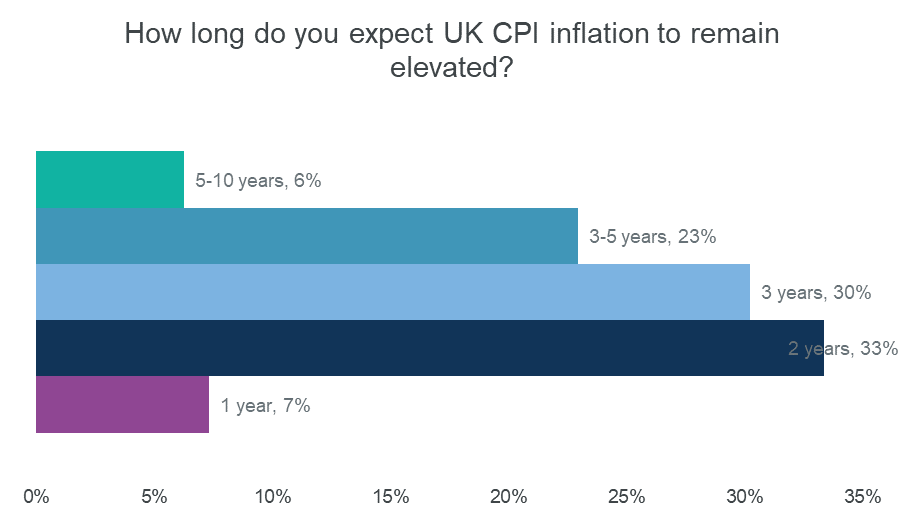 How long do you expect UK CPI inflation to remain
elevated?
5-10 years, 6%
3-5 years, 23%
3 years, 30%
2 years, 33%
1 year, 7%
0% 5% 10% 15% 20% 25% 30% 35%